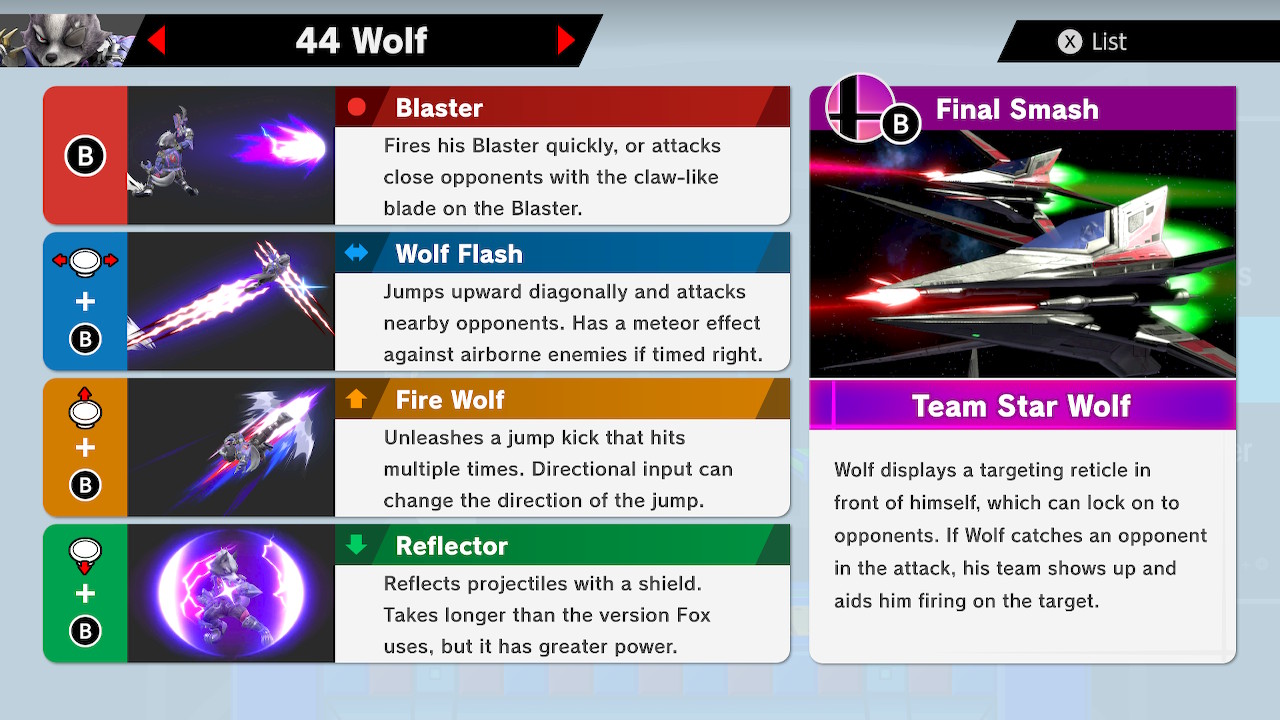 44 Wolf
X List
B
Blaster
Fires his Blaster quickly, or attacks
close opponents with the claw-like
blade on the Blaster.
+
B
Wolf Flash
Jumps upward diagonally and attacks
nearby opponents. Has a meteor effect
against airborne enemies if timed right.
+
B
Fire Wolf
Unleashes a jump kick that hits
multiple times. Directional input can
change the direction of the jump.
+
B
Reflector
Reflects projectiles with a shield.
Takes longer than the version Fox
uses, but it has greater power.
B
Final Smash
Team Star Wolf
Wolf displays a targeting reticle in
front of himself, which can lock on to
opponents. If Wolf catches an opponent
in the attack, his team shows up and
aids him firing on the target.